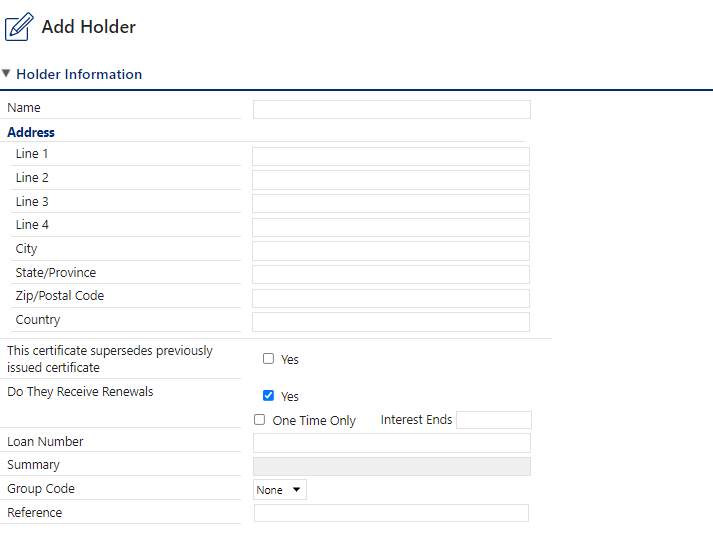 Add Holder
Holder Information
Name
Address
Line 1
Line 2
Line 3
Line 4
City
State/Province
Zip/Postal Code
Country
This certificate supersedes previously
issued certificate
Yes
Do They Receive Renewals
Yes
One Time Only Interest Ends
Loan Number
Summary
Group Code None
Reference